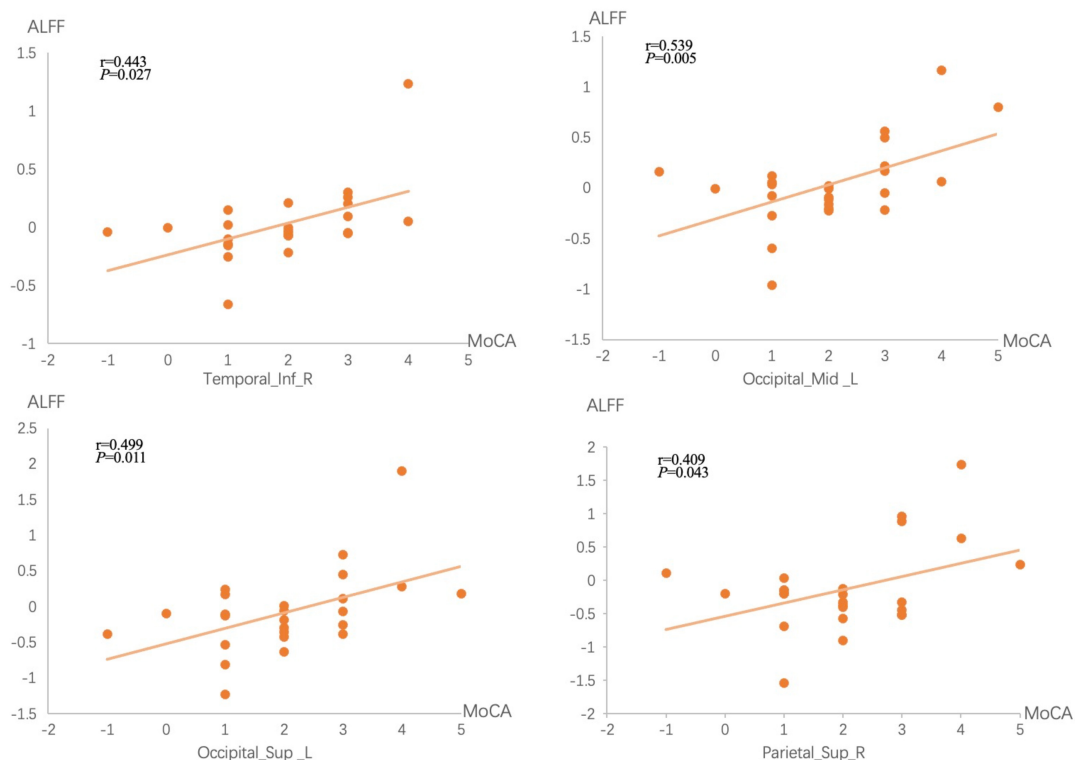 ALFF
r=0.443
P=0.027
1.5
1
0.5
0
-0.5
-1
-2 -1 0 1 2 3 4 5
MoCA
Temporal_Inf_R
ALFF
r=0.539
P=0.005
1.5
1
0.5
0
-0.5
-1
-1.5
-2 -1 0 1 2 3 4 5
MoCA
Occipital_Mid _L
ALFF
r=0.499
P=0.011
2.5
2
1.5
1
0.5
0
-0.5
-1
-1.5
-2 -1 0 1 2 3 4 5
MoCA
Occipital_Sup _L
ALFF
r=0.409
P=0.043
2
1.5
1
0.5
0
-0.5
-1
-1.5
-2
-2 -1 0 1 2 3 4 5
MoCA
Parietal_Sup_R